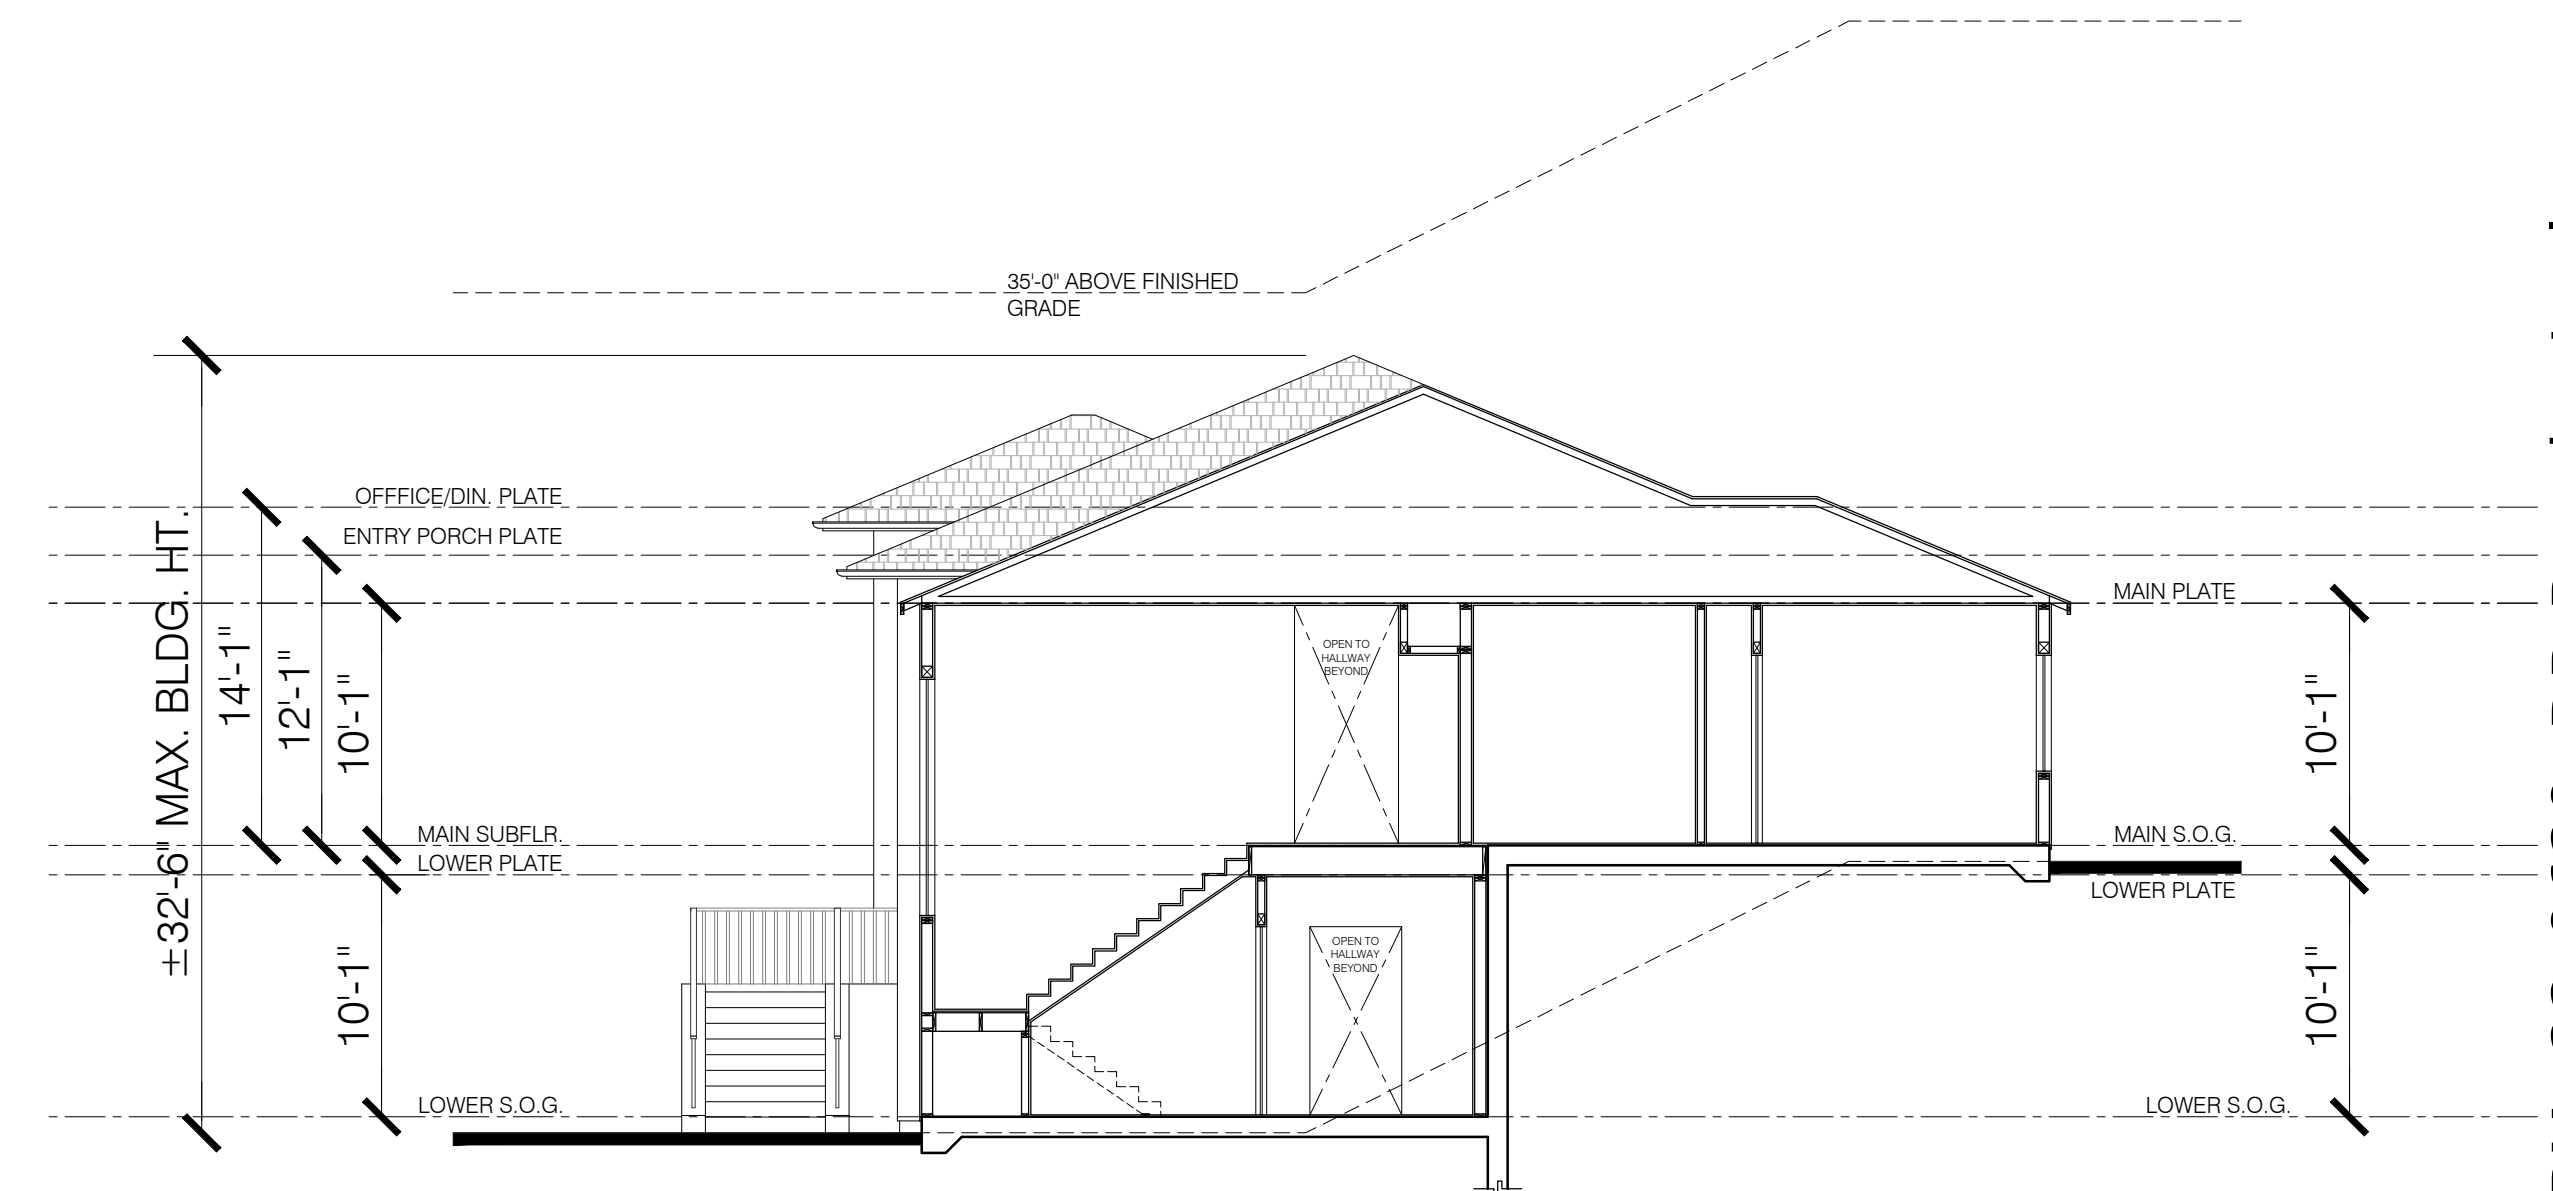 35'-0" ABOVE FINISHED
GRADE
OFFFICE/DIN. PLATE
ENTRY PORCH PLATE
MAIN PLATE
±32'-6" MAX. BLDG. HT.
14'-1"
12'-1"
10'-1"
OPEN TO
HALLWAY
BEYOND
10'-1"
MAIN SUBFLR.
MAIN S.O.G.
LOWER PLATE
LOWER PLATE
10'-1"
OPEN TO
HALLWAY
BEYOND
10'-1"
LOWER S.O.G.
LOWER S.O.G.